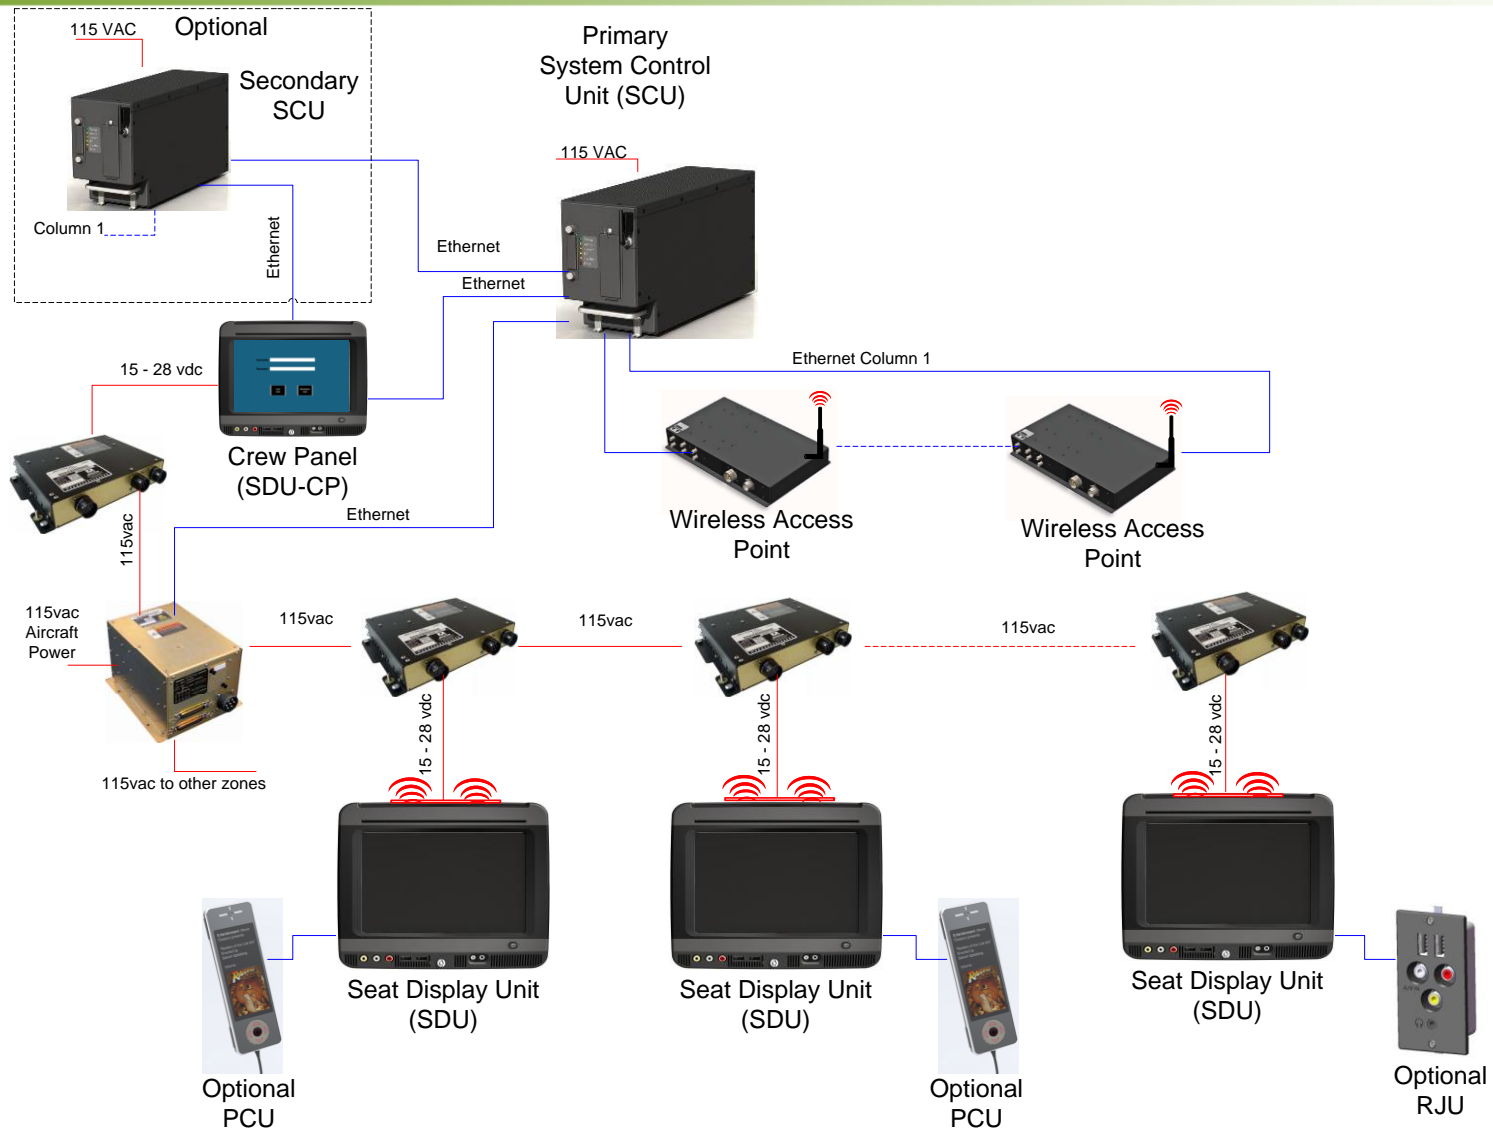 115 VAC
Optional
Secondary
SCU
Column 1
Ethernet
Primary
System Control
Unit (SCU)
115 VAC
Ethernet
Ethernet
Ethernet Column 1
15 - 28 vdc
Crew Panel
(SDU-CP)
Ethernet
115vac
Wireless Access
Point
Wireless Access
Point
115vac
Aircraft
Power
115vac
115vac
115vac
115vac to other zones
15 - 28 vdc
15 - 28 vdc
15 - 28 vdc
Seat Display Unit
(SDU)
Seat Display Unit
(SDU)
Seat Display Unit
(SDU)
Optional
PCU
Optional
PCU
Optional
RJU